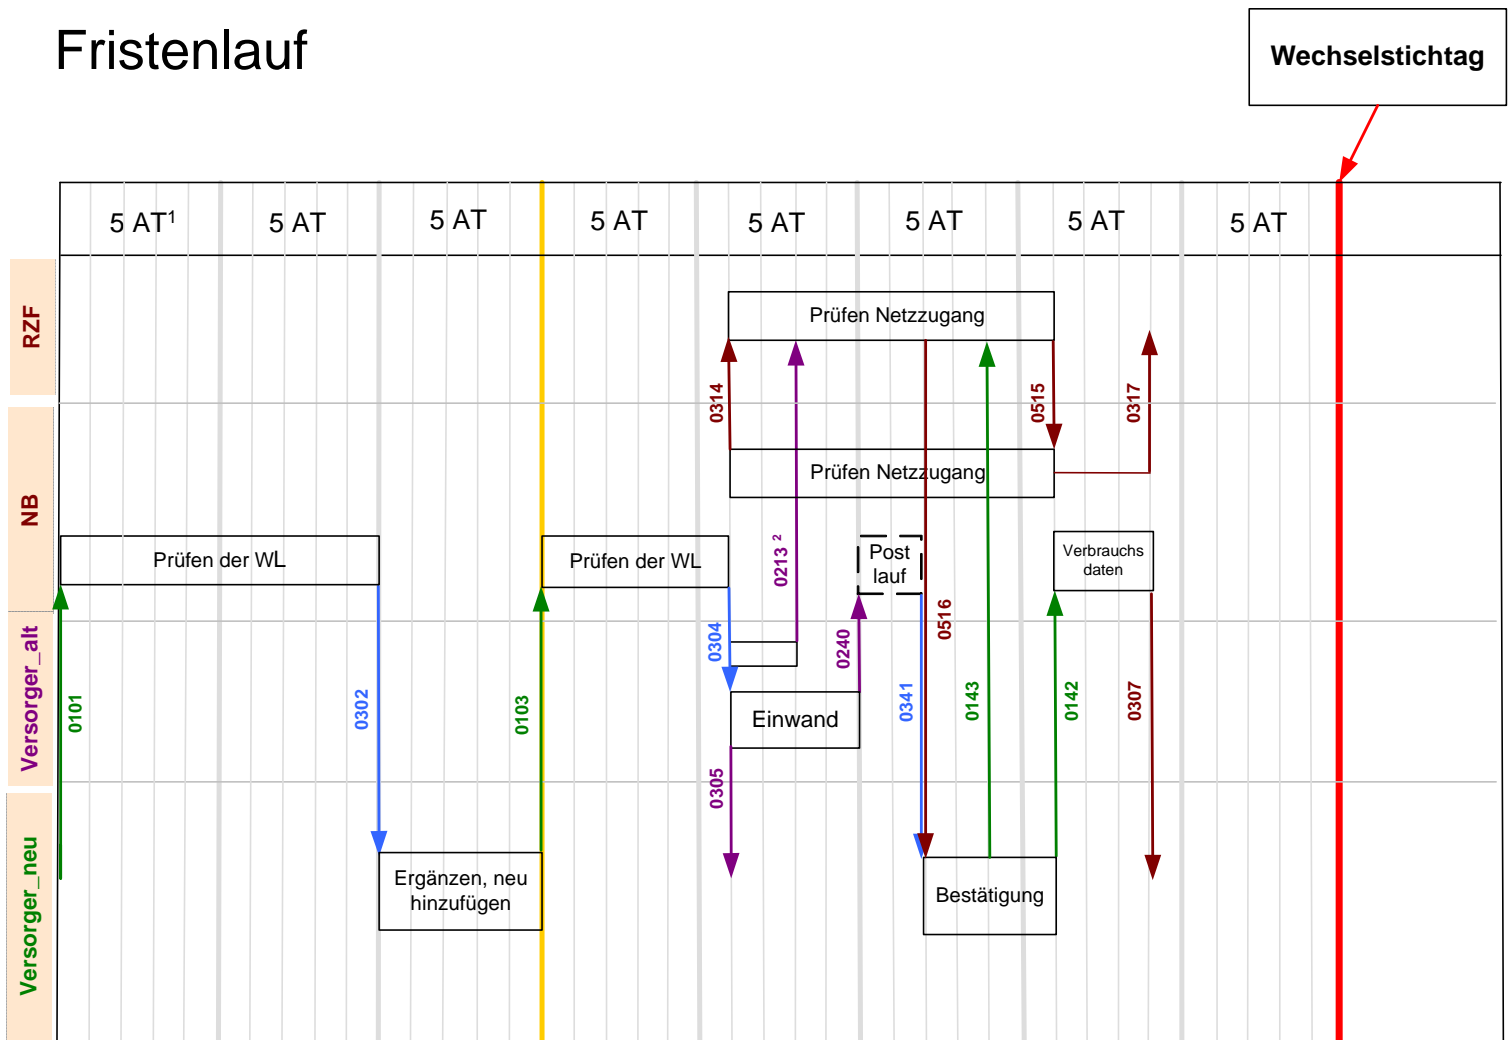 Fristenlauf
Wechselstichtag
5 AT¹
5 AT
5 AT
5 AT
5 AT
5 AT
5 AT
5 AT
RZF
Prüfen Netzzugang
0314
0515
0317
NB
Prüfen Netzzugang
Prüfen der WL
Prüfen der WL
0213 ²
Post
lauf
Verbrauchs
daten
Versorger_alt
0101
0302
0103
0304
0240
0516
0341
0143
0142
0307
Einwand
0305
Versorger_neu
Ergänzen, neu
hinzufügen
Bestätigung